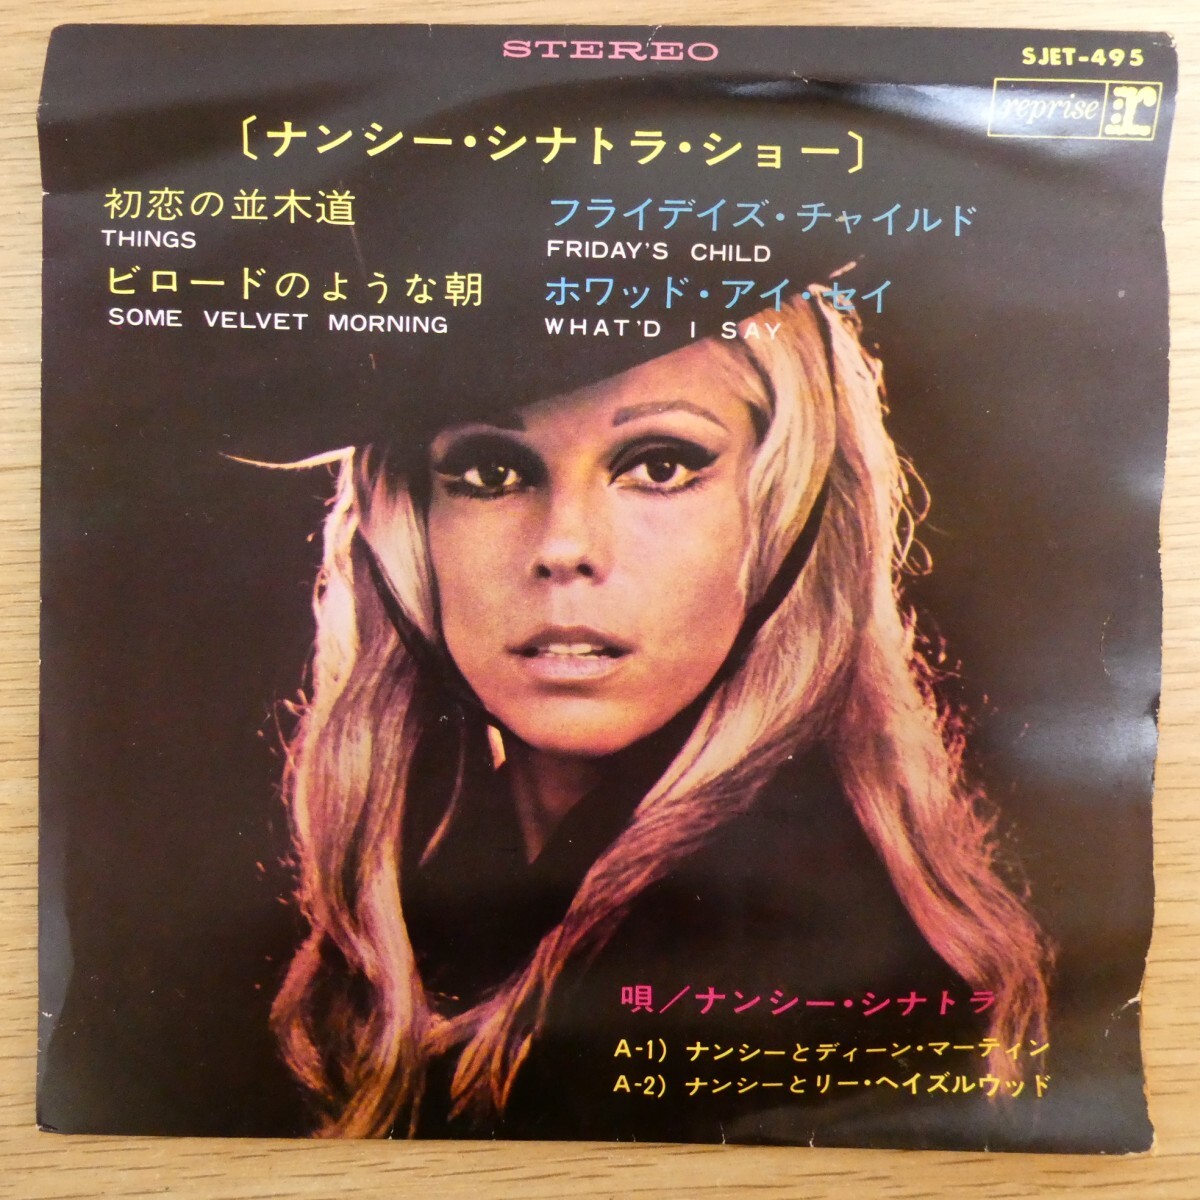 STEREO
SJET-495
reprise r
〔ナンシー・シナトラ・ショー〕
初恋の並木道
THINGS
ビロードのような朝
SOME VELVET MORNING
フライデイズ・チャイルド
FRIDAY'S CHILD
ホワッド・アイ・セイ
WHAT'D I SAY
唄／ナンシー・シナトラ
A-1) ナンシーとディーン・マーティン
A-2) ナンシーとリー・ヘイズルウッド